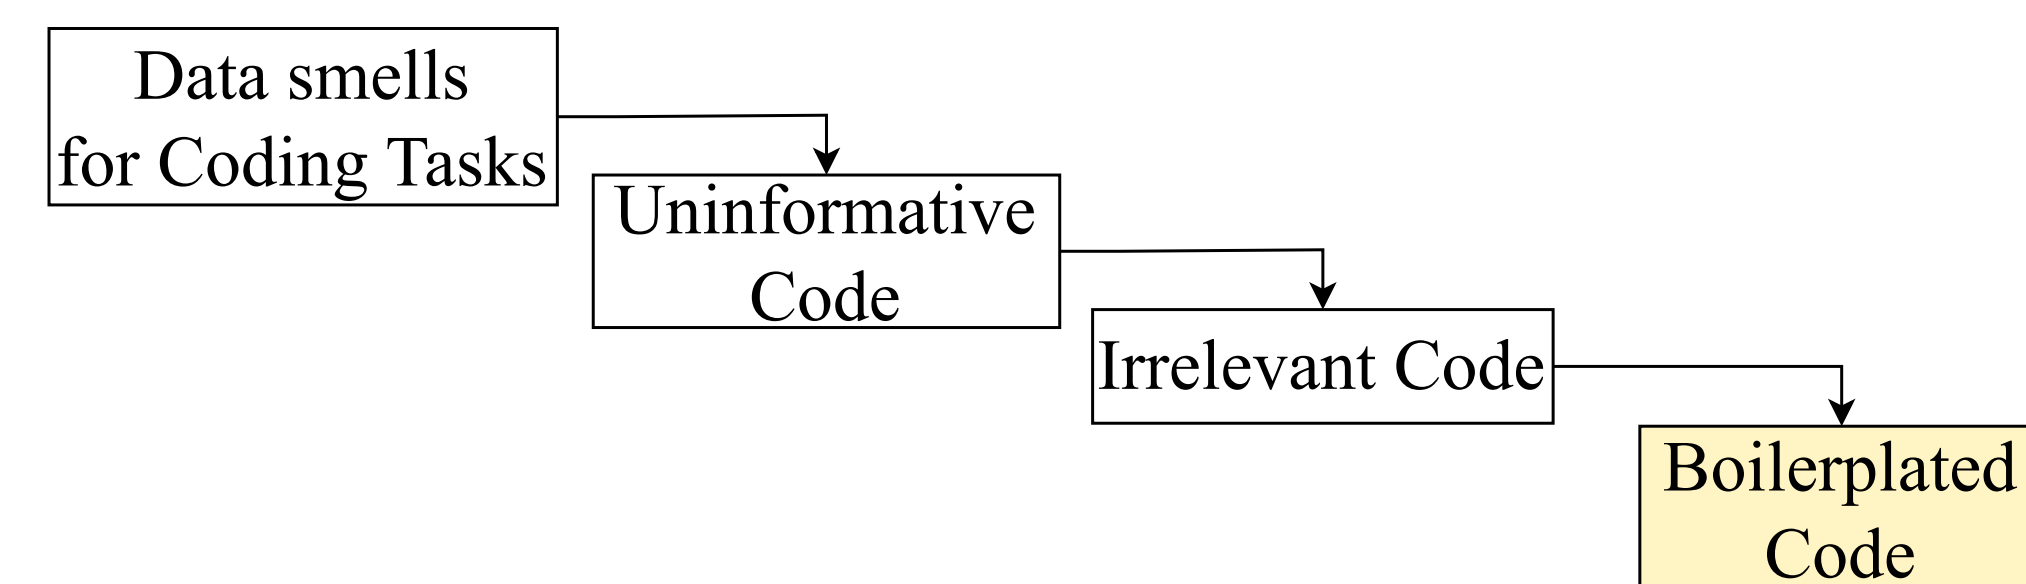 Data smells
for Coding Tasks
Uninformative
Code
Irrelevant Code
Boilerplated
Code